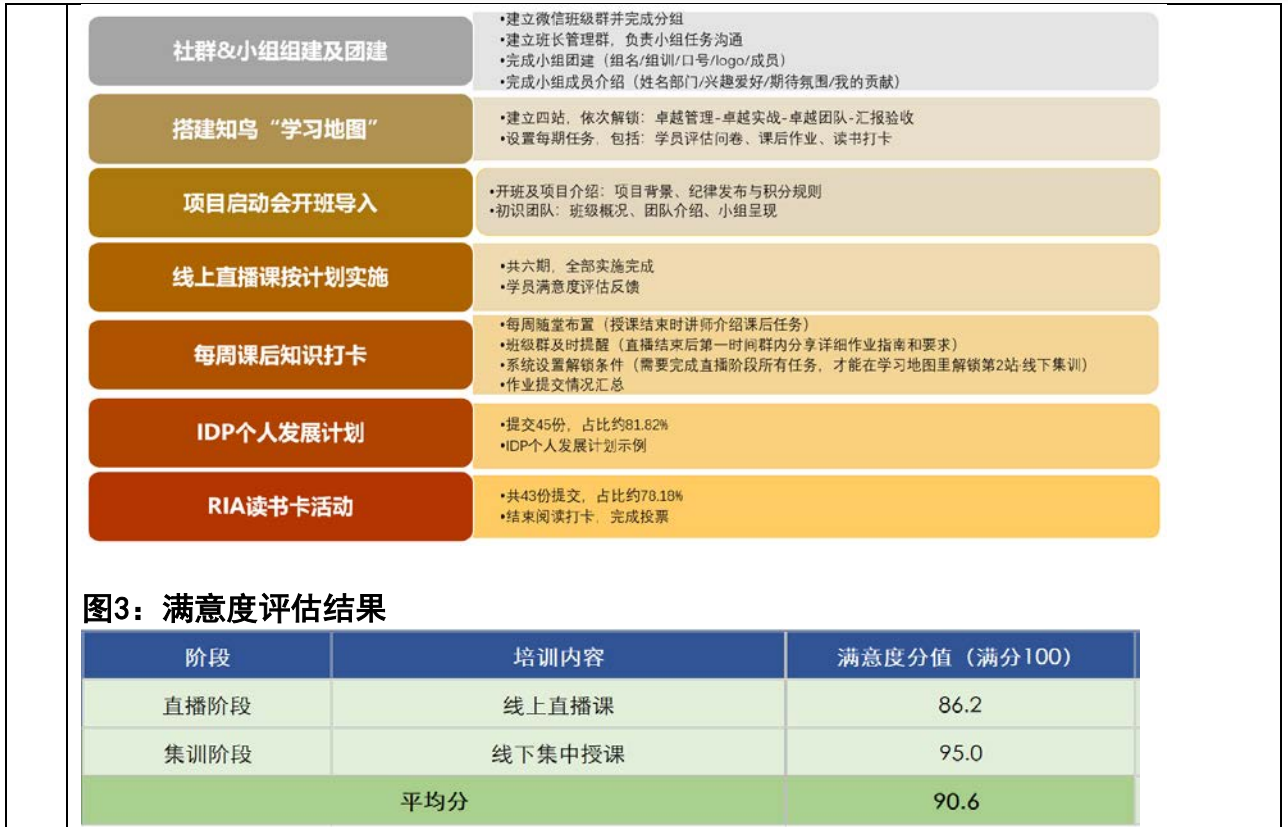 社群&小组组建及团建
•建立微信班级群并完成分组
•建立班长管理群，负责小组任务沟通
•完成小组团建（组名/组训/口号/logo/成员）
•完成小组成员介绍（姓名部门/兴趣爱好/期待氛围/我的贡献）
搭建知鸟“学习地图”
•建立四站，依次解锁：卓越管理-卓越实战-卓越团队-汇报验收
•设置每期任务，包括：学员评估问卷、课后作业、读书打卡
项目启动会开班导入
•开班及项目介绍：项目背景、纪律发布与积分规则
•初识团队：班级概况、团队介绍、小组呈现
线上直播课按计划实施
•共六期，全部实施完成
•学员满意度评估反馈
每周课后知识打卡
•每周随堂布置（授课结束时讲师介绍课后任务）
•班级群及时提醒（直播结束后第一时间群内分享详细作业指南和要求）
•系统设置解锁条件（需要完成直播阶段所有任务，才能在学习地图里解锁第2站·线下集训）
•作业提交情况汇总
IDP个人发展计划
•提交45份，占比约81.82%
•IDP个人发展计划示例
RIA读书卡活动
•共43份提交，占比约78.18%
•结束阅读打卡，完成投票
图3：满意度评估结果
阶段 培训内容 满意度分值（满分100）
直播阶段 线上直播课 86.2
集训阶段 线下集中授课 95.0
平均分 90.6